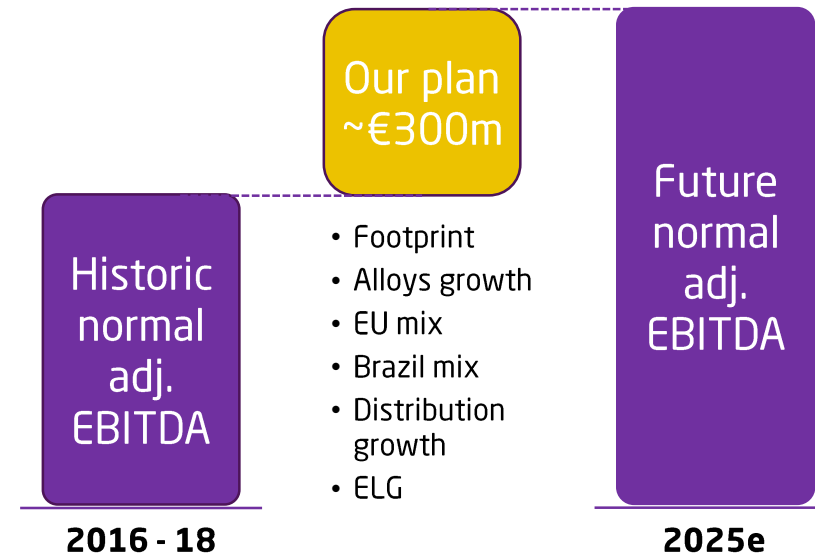 Our plan
~€300m
Historic
normal
adj.
EBITDA
• Footprint
• Alloys growth
• EU mix
• Brazil mix
• Distribution
growth
• ELG
Future
normal
adj.
EBITDA
2016 - 18
2025e